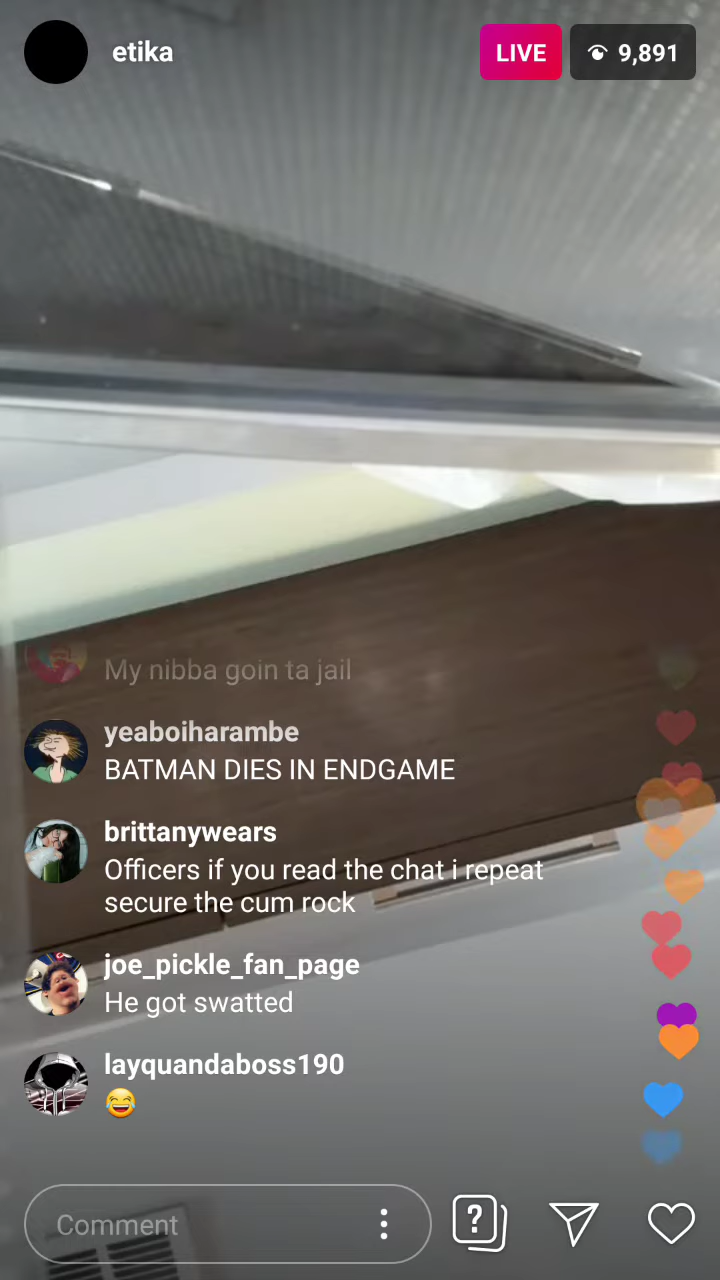 etika
LIVE
9,891
My nibba goin ta jail
yeaboiharambe
BATMAN DIES IN ENDGAME
brittanywears
Officers if you read the chat i repeat
secure the cum rock
joe_pickle_fan_page
He got swatted
layquandaboss190
😂
Comment
?